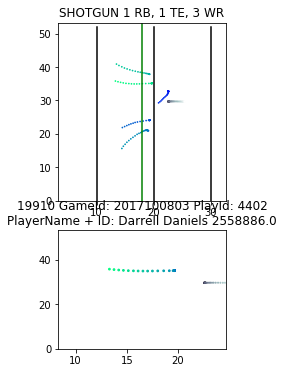 SHOTGUN 1 RB, 1 TE, 3 WR
50
40
30
20
10
0
10 20 30
19910 GameId: 2017100803 PlayId: 4402
PlayerName + ID: Darrell Daniels 2558886.0
40
20
0
10 15 20